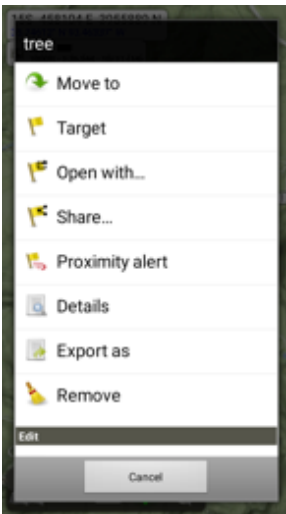 tree
Move to
Target
Open with...
Share...
Proximity alert
Details
Export as
Remove
Edit
Cancel